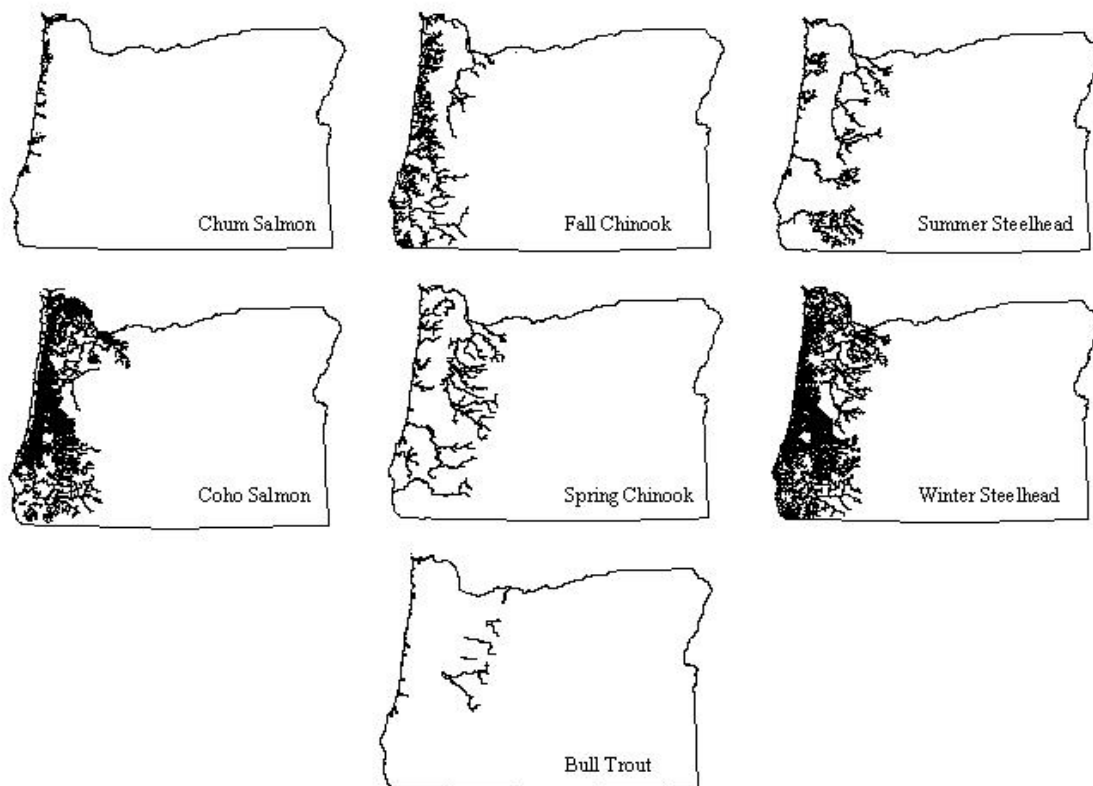 Chum Salmon
Fall Chinook
Summer Steelhead
Coho Salmon
Spring Chinook
Winter Steelhead
Bull Trout